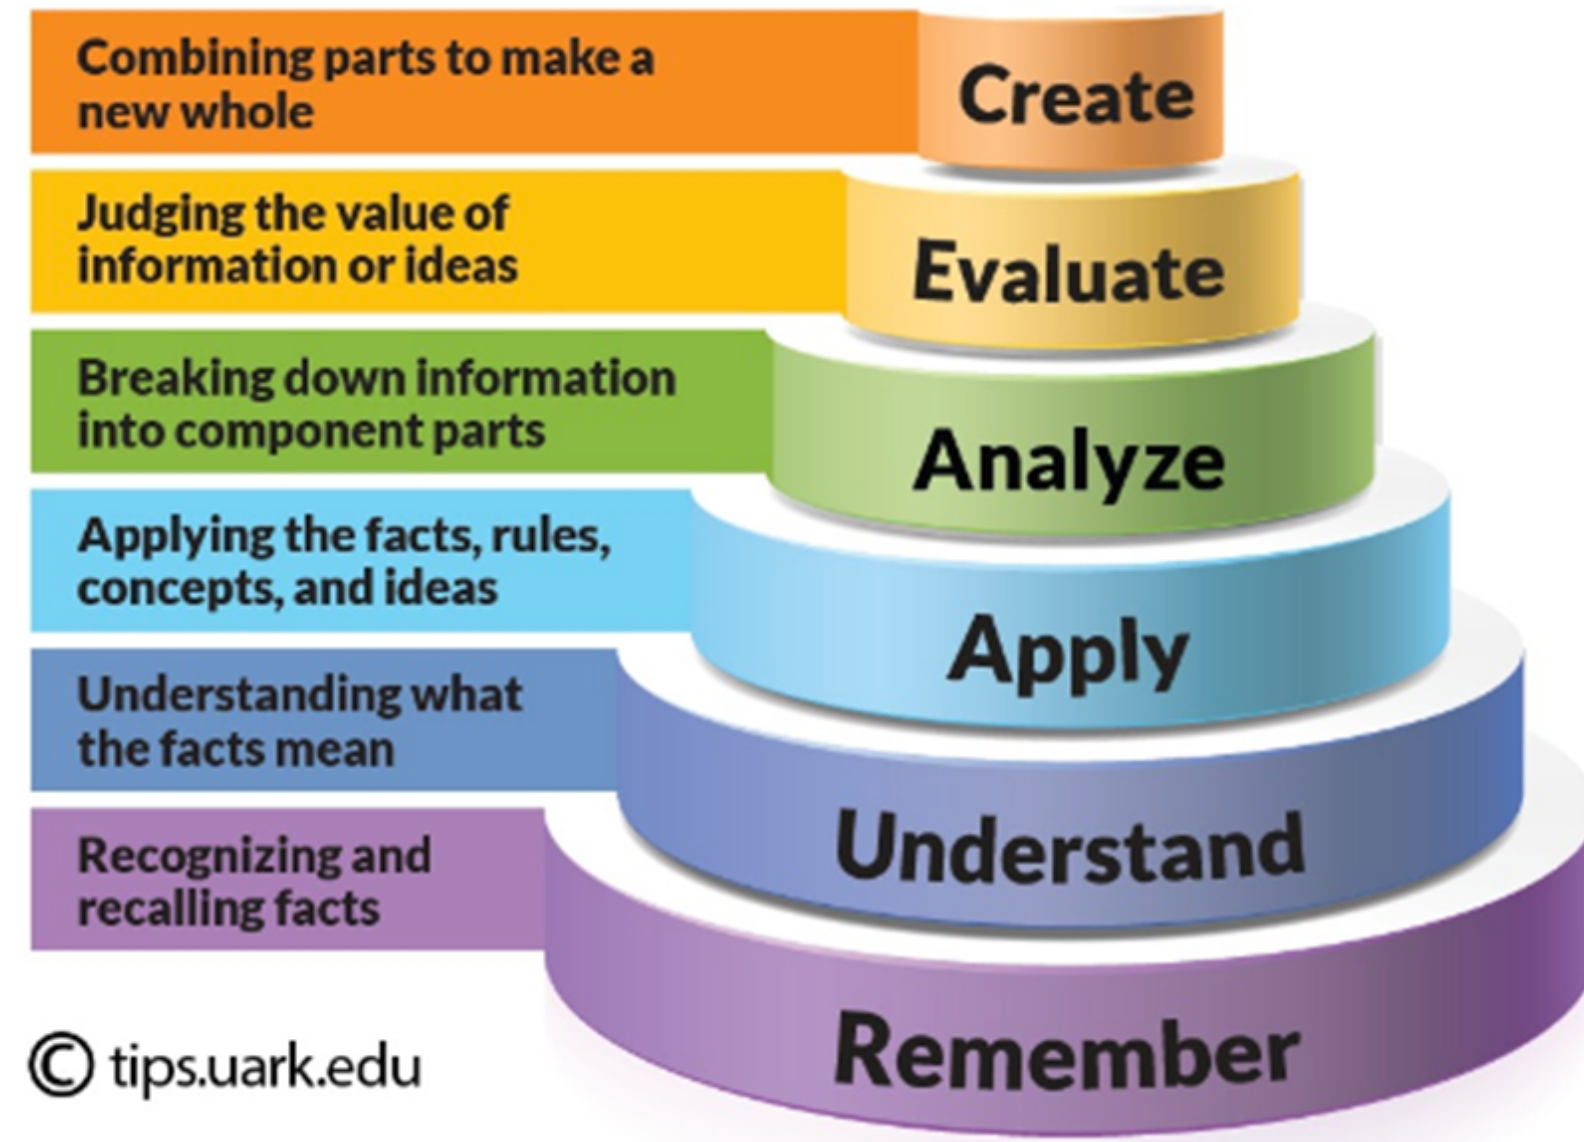 Combining parts to make a
new whole
Create
Judging the value of
information or ideas
Evaluate
Breaking down information
into component parts
Analyze
Applying the facts, rules,
concepts, and ideas
Apply
Understanding what
the facts mean
Understand
Recognizing and
recalling facts
Remember
© tips.uark.edu